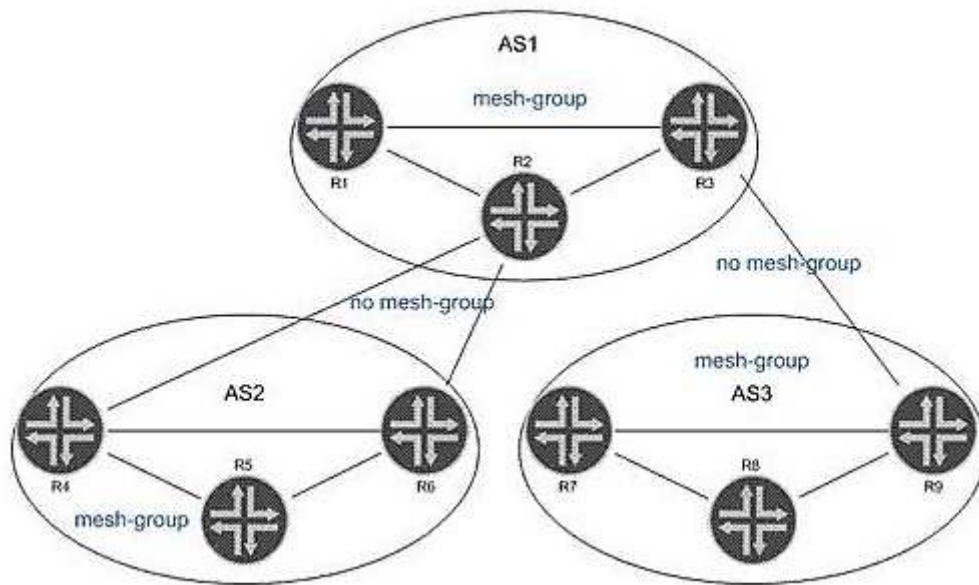 AS1
mesh-group
R1
R2
R3
no mesh-group
no mesh-group
mesh-group
AS2
AS3
R4
R5
R6
R7
R8
R9
mesh-group